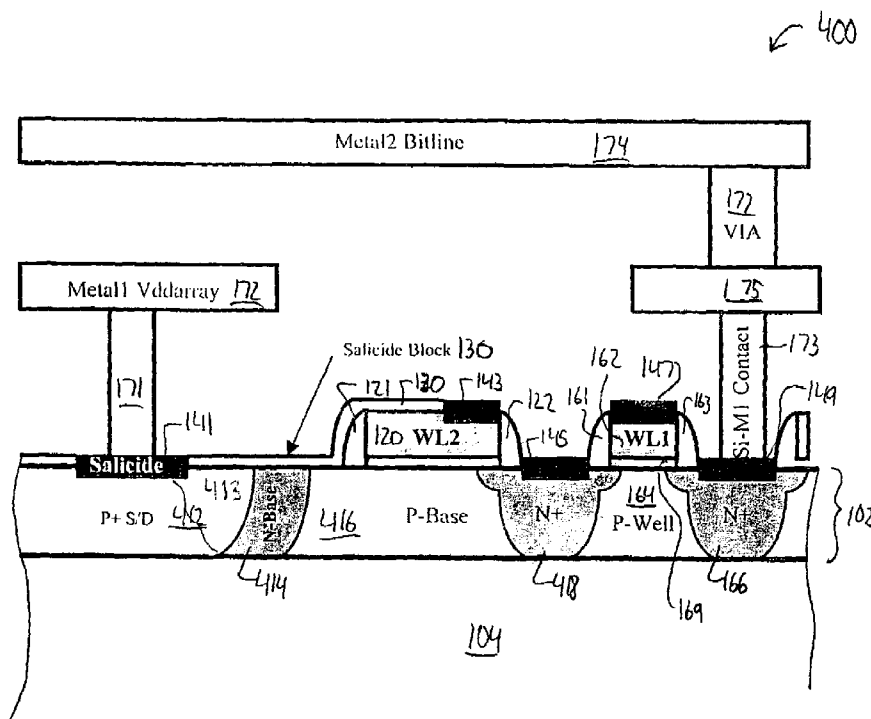 400
Metal2 Bitline 174
172
VIA
Metal1 Vddarray 172
175
Salicide Block 130
171
141
121 130 143
122
161
162
147
163
173
149
Si-M1 Contact
120 WL2
145
WL1
Salicide
413
P+ S/D 412
N-Base
416
P-Base
N+
164
P-Well
N+
102
414
418
169
466
104